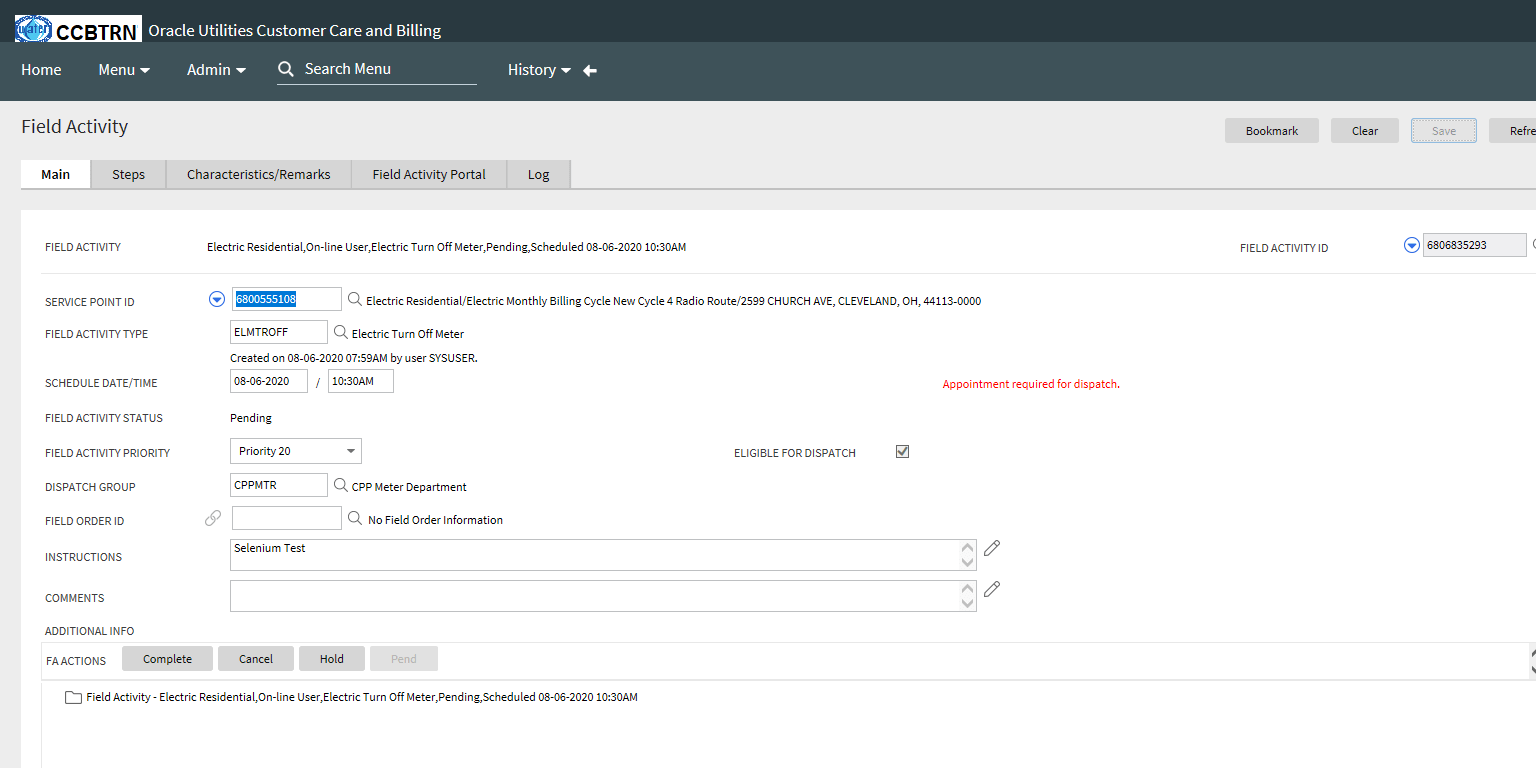 water CCBTRN Oracle Utilities Customer Care and Billing
Home Menu Admin Search Menu History
Field Activity
Bookmark Clear Save Refre
Main Steps Characteristics/Remarks Field Activity Portal Log
FIELD ACTIVITY Electric Residential,On-line User,Electric Turn Off Meter,Pending,Scheduled 08-06-2020 10:30AM FIELD ACTIVITY ID 6806835293
SERVICE POINT ID 6800555108 Electric Residential/Electric Monthly Billing Cycle New Cycle 4 Radio Route/2599 CHURCH AVE, CLEVELAND, OH, 44113-0000
FIELD ACTIVITY TYPE ELMTROFF Electric Turn Off Meter
Created on 08-06-2020 07:59AM by user SYSUSER.
SCHEDULE DATE/TIME 08-06-2020 / 10:30AM Appointment required for dispatch.
FIELD ACTIVITY STATUS Pending
FIELD ACTIVITY PRIORITY Priority 20 ELIGIBLE FOR DISPATCH
DISPATCH GROUP CPPMTR CPP Meter Department
FIELD ORDER ID No Field Order Information
INSTRUCTIONS Selenium Test
COMMENTS
ADDITIONAL INFO
FA ACTIONS Complete Cancel Hold Pend
Field Activity - Electric Residential,On-line User,Electric Turn Off Meter,Pending,Scheduled 08-06-2020 10:30AM